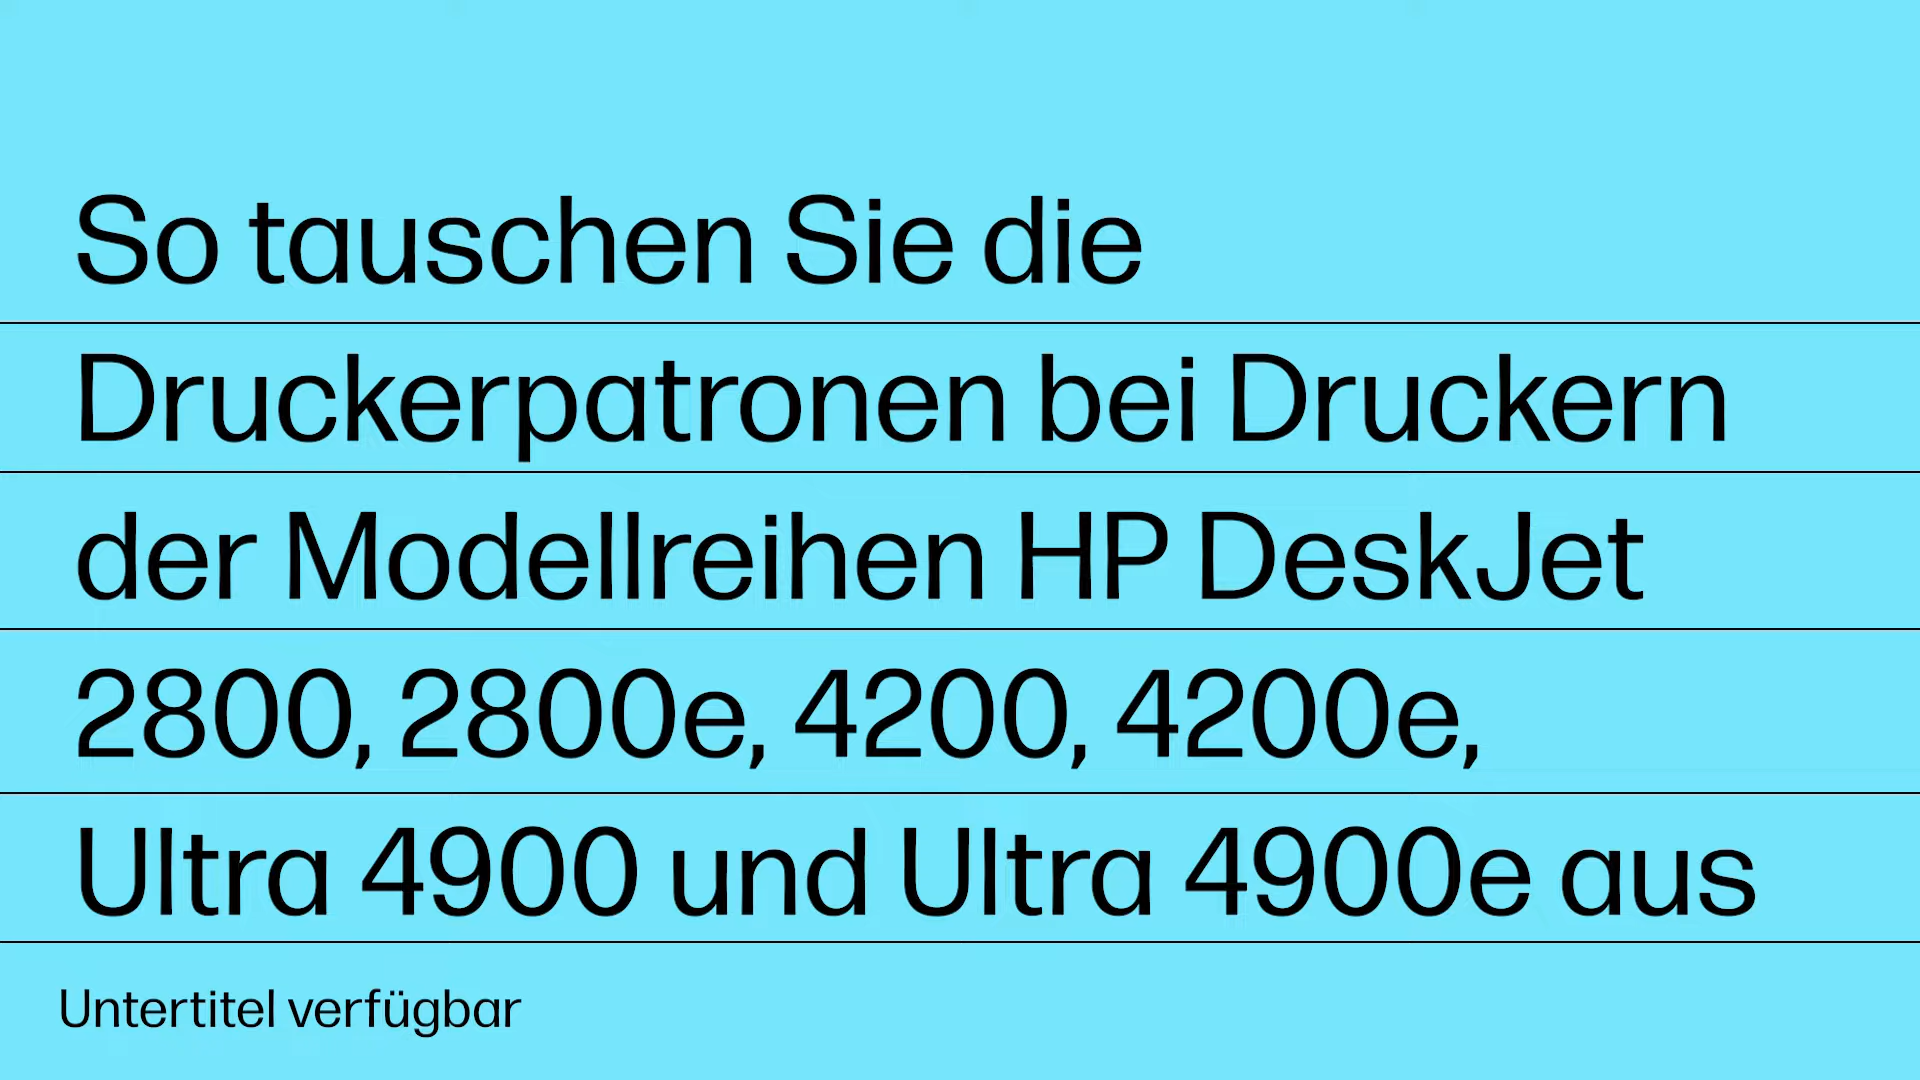 So tauschen Sie die
Druckerpatronen bei Druckern
der Modellreihen HP DeskJet
2800, 2800e, 4200, 4200e,
Ultra 4900 und Ultra 4900e aus
Untertitel verfügbar